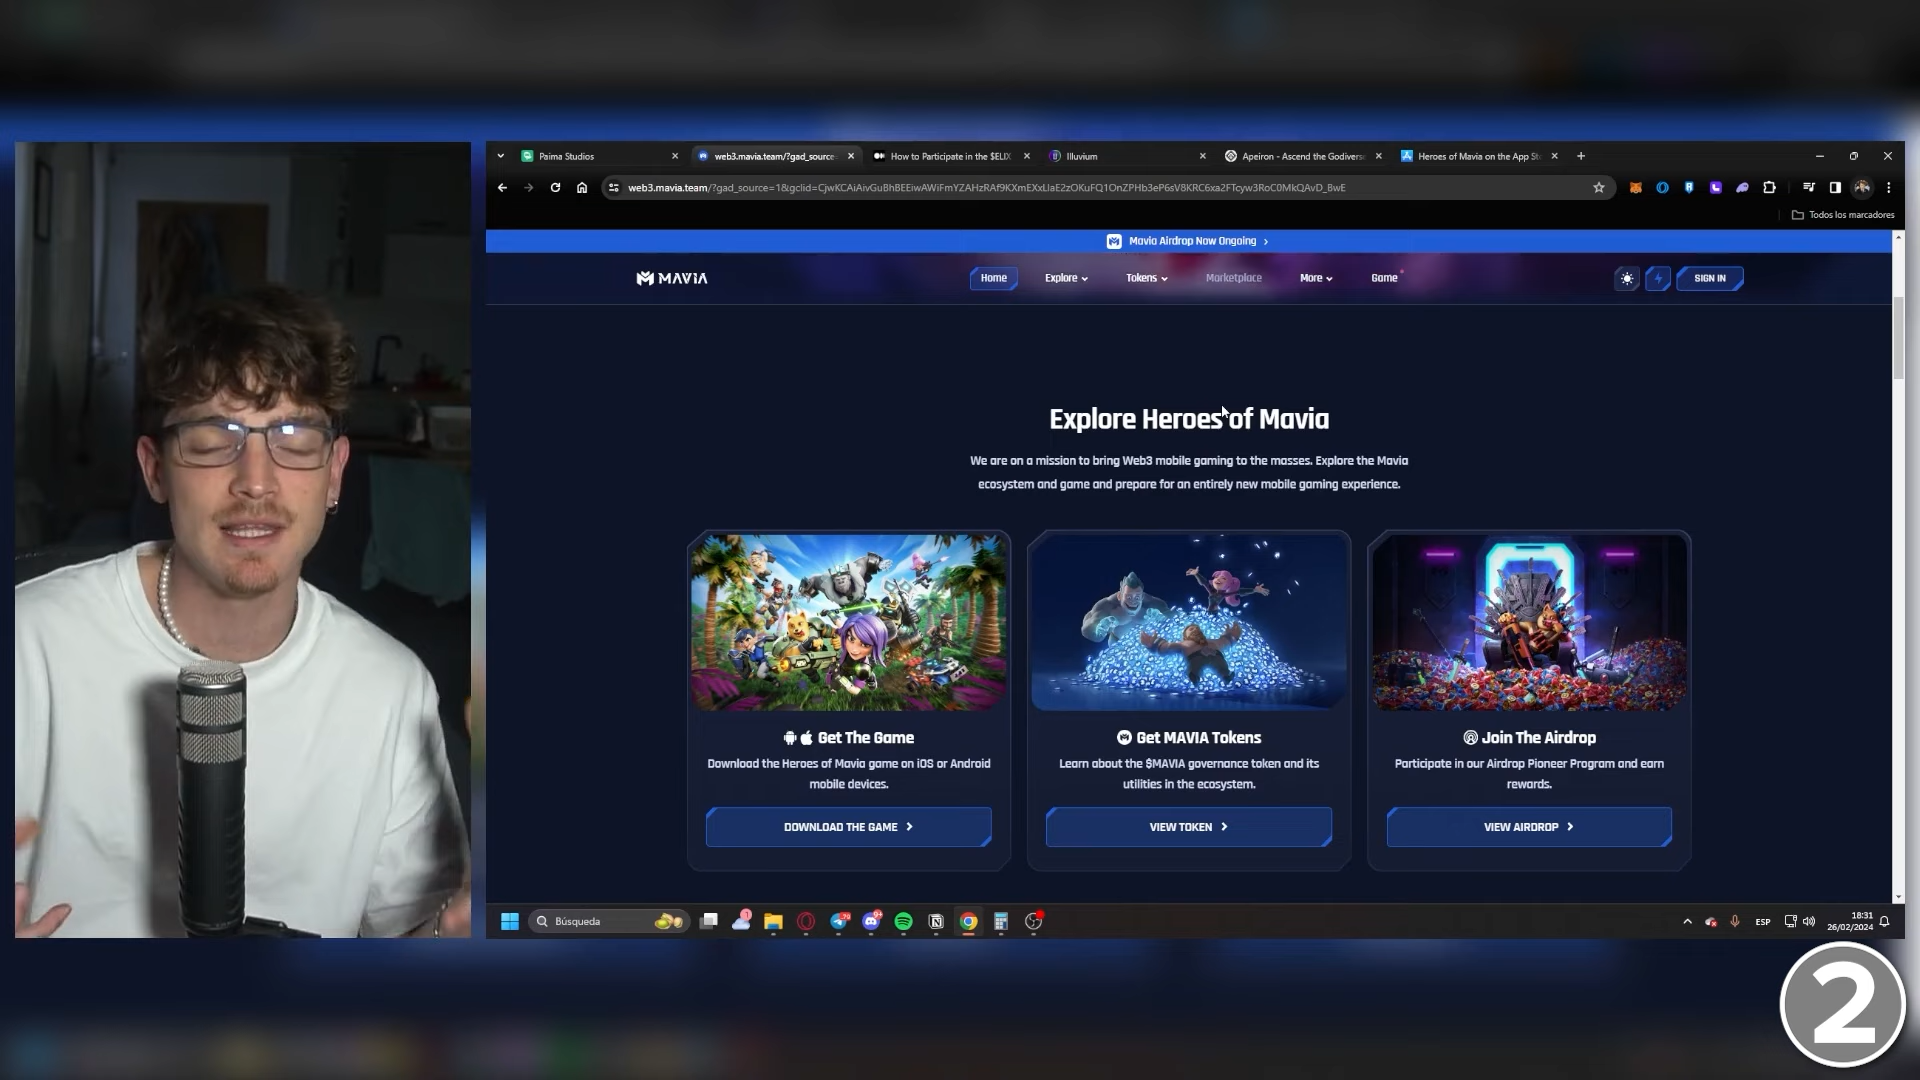 Paima Studios
web3.mavia.team/?gad_source
How to Participate in the $ELIX
Illuvium
Apeiron - Ascend the Godivers
Heroes of Mavia on the App St
web3.mavia.team/?gad_source=1&gclid=
Todos los marcadores
Mavia Airdrop Now Ongoing
MAVIA
Home
Explore
Tokens
Marketplace
More
Game
SIGN IN
Explore Heroes of Mavia
We are on a mission to bring Web3 mobile gaming to the masses. Explore the Mavia
ecosystem and game and prepare for an entirely new mobile gaming experience.
Get The Game
Download the Heroes of Mavia game on iOS or Android
mobile devices.
DOWNLOAD THE GAME
Get MAVIA Tokens
Learn about the $MAVIA governance token and its
utilities in the ecosystem.
VIEW TOKEN
Join The Airdrop
Participate in our Airdrop Pioneer Program and earn
rewards.
VIEW AIRDROP
Búsqueda
ESP
18:31
26/02/2024
2